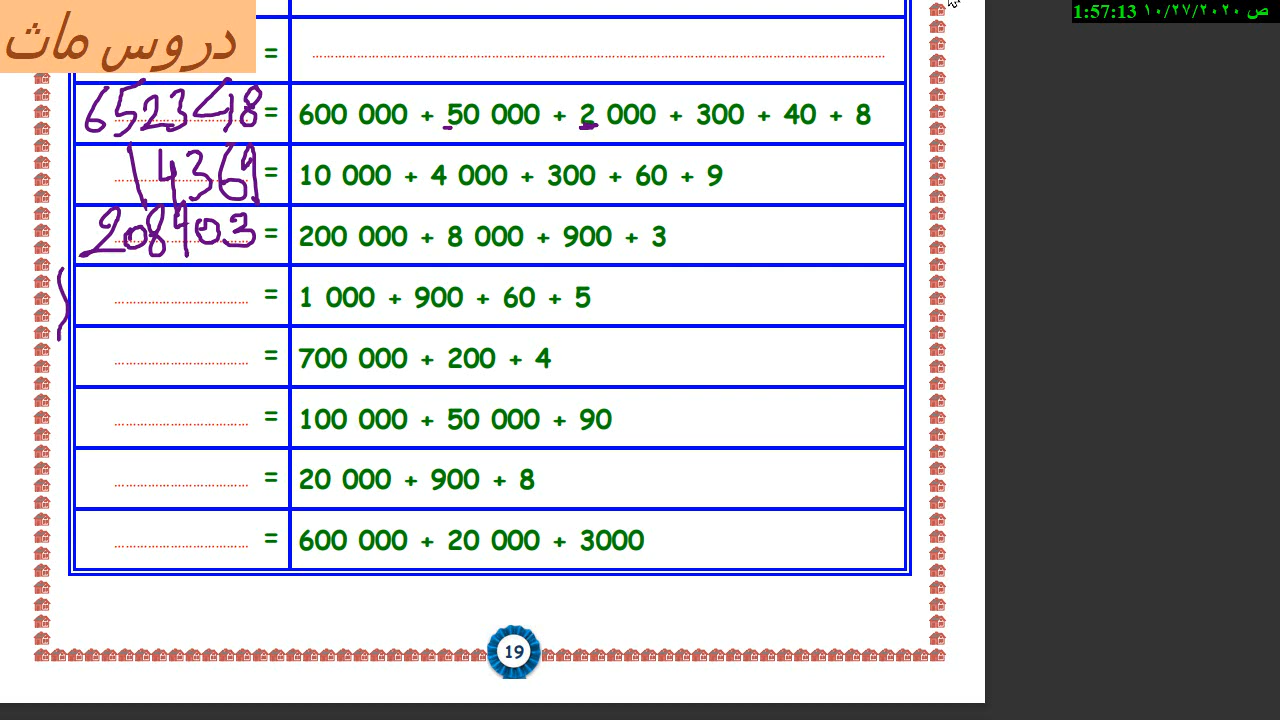 دروس ماث
1:57:13 ١٠/٢٧/٢٠٢٠ ص
= ........................................
652348 = 600 000 + 50 000 + 2 000 + 300 + 40 + 8
14369 = 10 000 + 4 000 + 300 + 60 + 9
208903 = 200 000 + 8 000 + 900 + 3
................................ = 1 000 + 900 + 60 + 5
................................ = 700 000 + 200 + 4
................................ = 100 000 + 50 000 + 90
................................ = 20 000 + 900 + 8
................................ = 600 000 + 20 000 + 3000
19